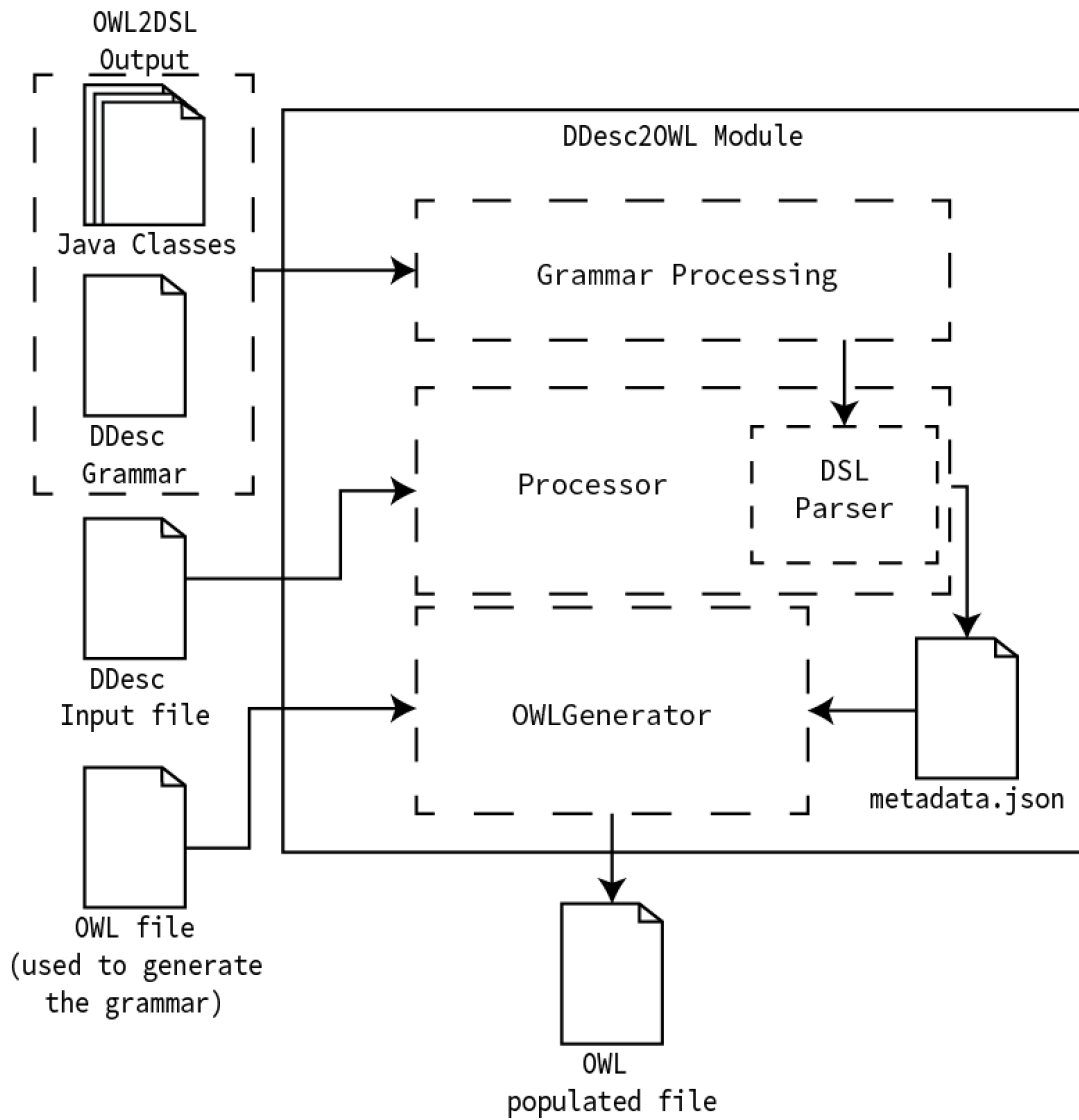 OWL2DSL
Output
DDesc2OWL Module
Java Classes
Grammar Processing
DDesc
Grammar
Processor
DSL
Parser
DDesc
Input file
OWLGenerator
metadata.json
OWL file
(used to generate
the grammar)
OWL
populated file